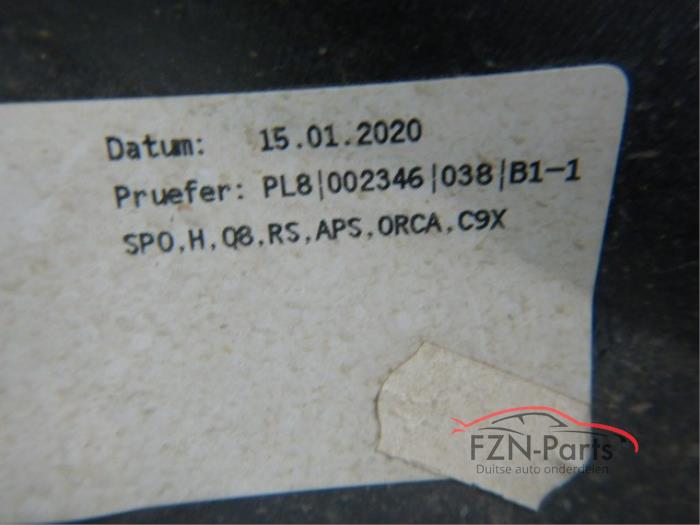 Datum: 15.01.2020
Pruefer: PL8|002346|038|B1-1
SPO,H,Q8,RS,APS,ORCA,C9X
FZN-Parts
Duitse auto onderdelen